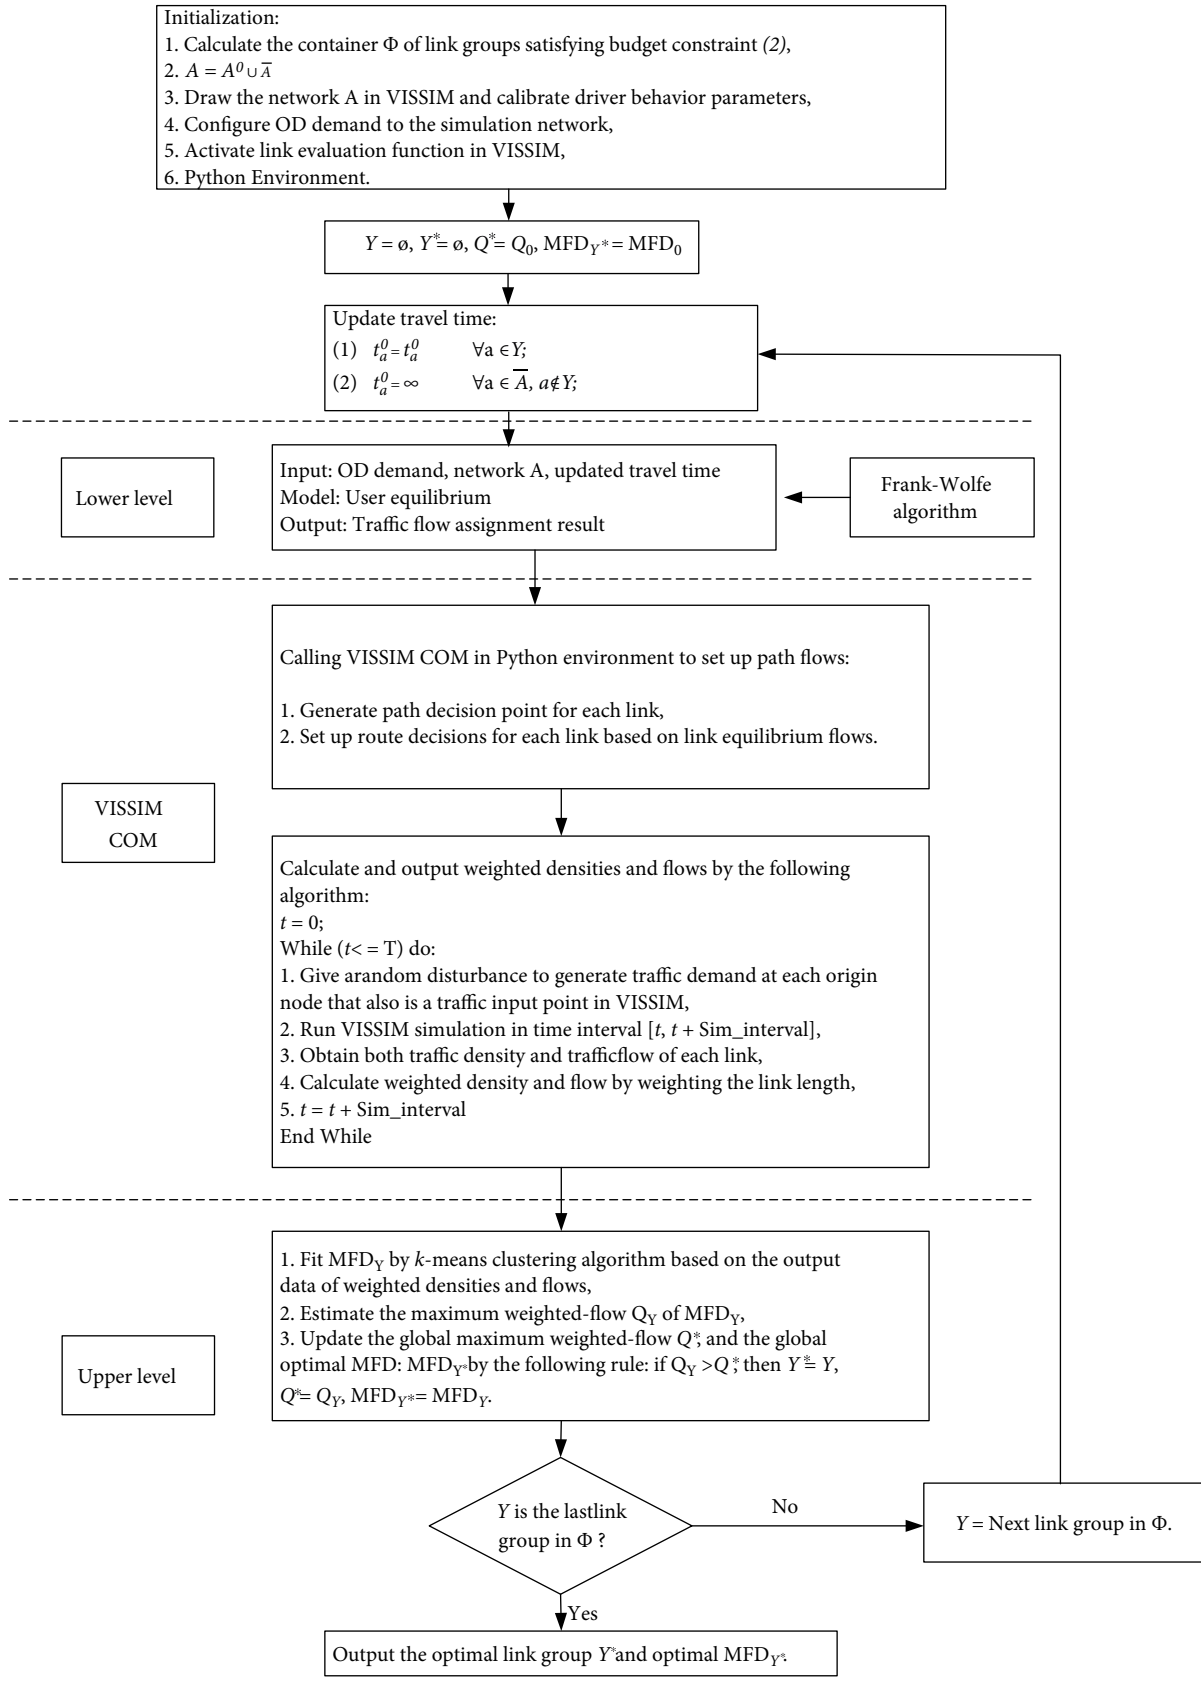 Initialization:
1. Calculate the container Φ of link groups satisfying budget constraint (2),
2. A = A⁰ ∪ A̅
3. Draw the network A in VISSIM and calibrate driver behavior parameters,
4. Configure OD demand to the simulation network,
5. Activate link evaluation function in VISSIM,
6. Python Environment.
Y = ø, Y* = ø, Q* = Q₀, MFD_Y* = MFD₀
Update travel time:
(1) tₐ⁰ = tₐ⁰ ∀a ∈ Y;
(2) tₐ⁰ = ∞ ∀a ∈ A̅, a∉Y;
Lower level
Input: OD demand, network A, updated travel time
Model: User equilibrium
Output: Traffic flow assignment result
Frank-Wolfe
algorithm
Calling VISSIM COM in Python environment to set up path flows:
1. Generate path decision point for each link,
2. Set up route decisions for each link based on link equilibrium flows.
VISSIM
COM
Calculate and output weighted densities and flows by the following
algorithm:
t = 0;
While (t< = T) do:
1. Give arandom disturbance to generate traffic demand at each origin
node that also is a traffic input point in VISSIM,
2. Run VISSIM simulation in time interval [t, t + Sim_interval],
3. Obtain both traffic density and trafficflow of each link,
4. Calculate weighted density and flow by weighting the link length,
5. t = t + Sim_interval
End While
Upper level
1. Fit MFD_Y by k-means clustering algorithm based on the output
data of weighted densities and flows,
2. Estimate the maximum weighted-flow Q_Y of MFD_Y,
3. Update the global maximum weighted-flow Q*, and the global
optimal MFD: MFD_Y* by the following rule: if Q_Y >Q*, then Y* = Y,
Q* = Q_Y, MFD_Y* = MFD_Y.
Y is the lastlink
group in Φ ?
No
Y = Next link group in Φ.
Yes
Output the optimal link group Y* and optimal MFD_Y*.